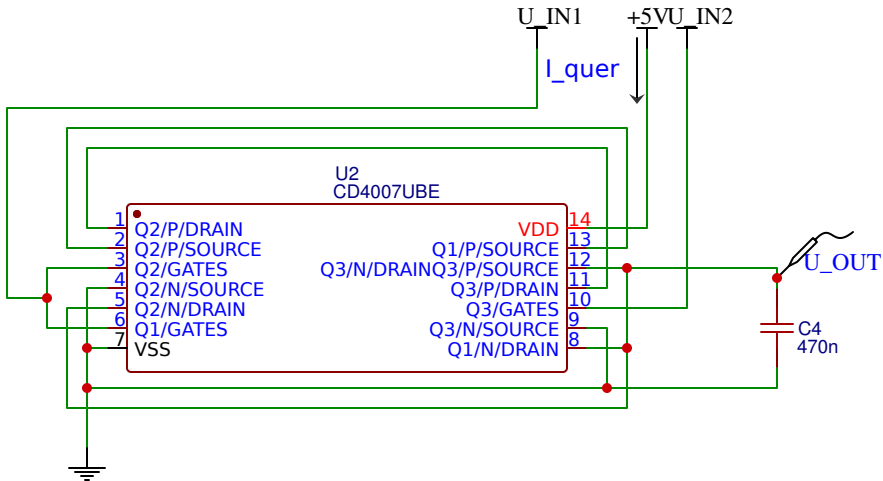 U_IN1 +5V U_IN2
I_quer
U2
CD4007UBE
1 Q2/P/DRAIN
2 Q2/P/SOURCE
3 Q2/GATES
4 Q2/N/SOURCE
5 Q2/N/DRAIN
6 Q1/GATES
7 VSS
VDD 14
Q1/P/SOURCE 13
Q3/N/DRAINQ3/P/SOURCE 12
Q3/P/DRAIN 11
Q3/GATES 10
Q3/N/SOURCE 9
Q1/N/DRAIN 8
U_OUT
C4
470n